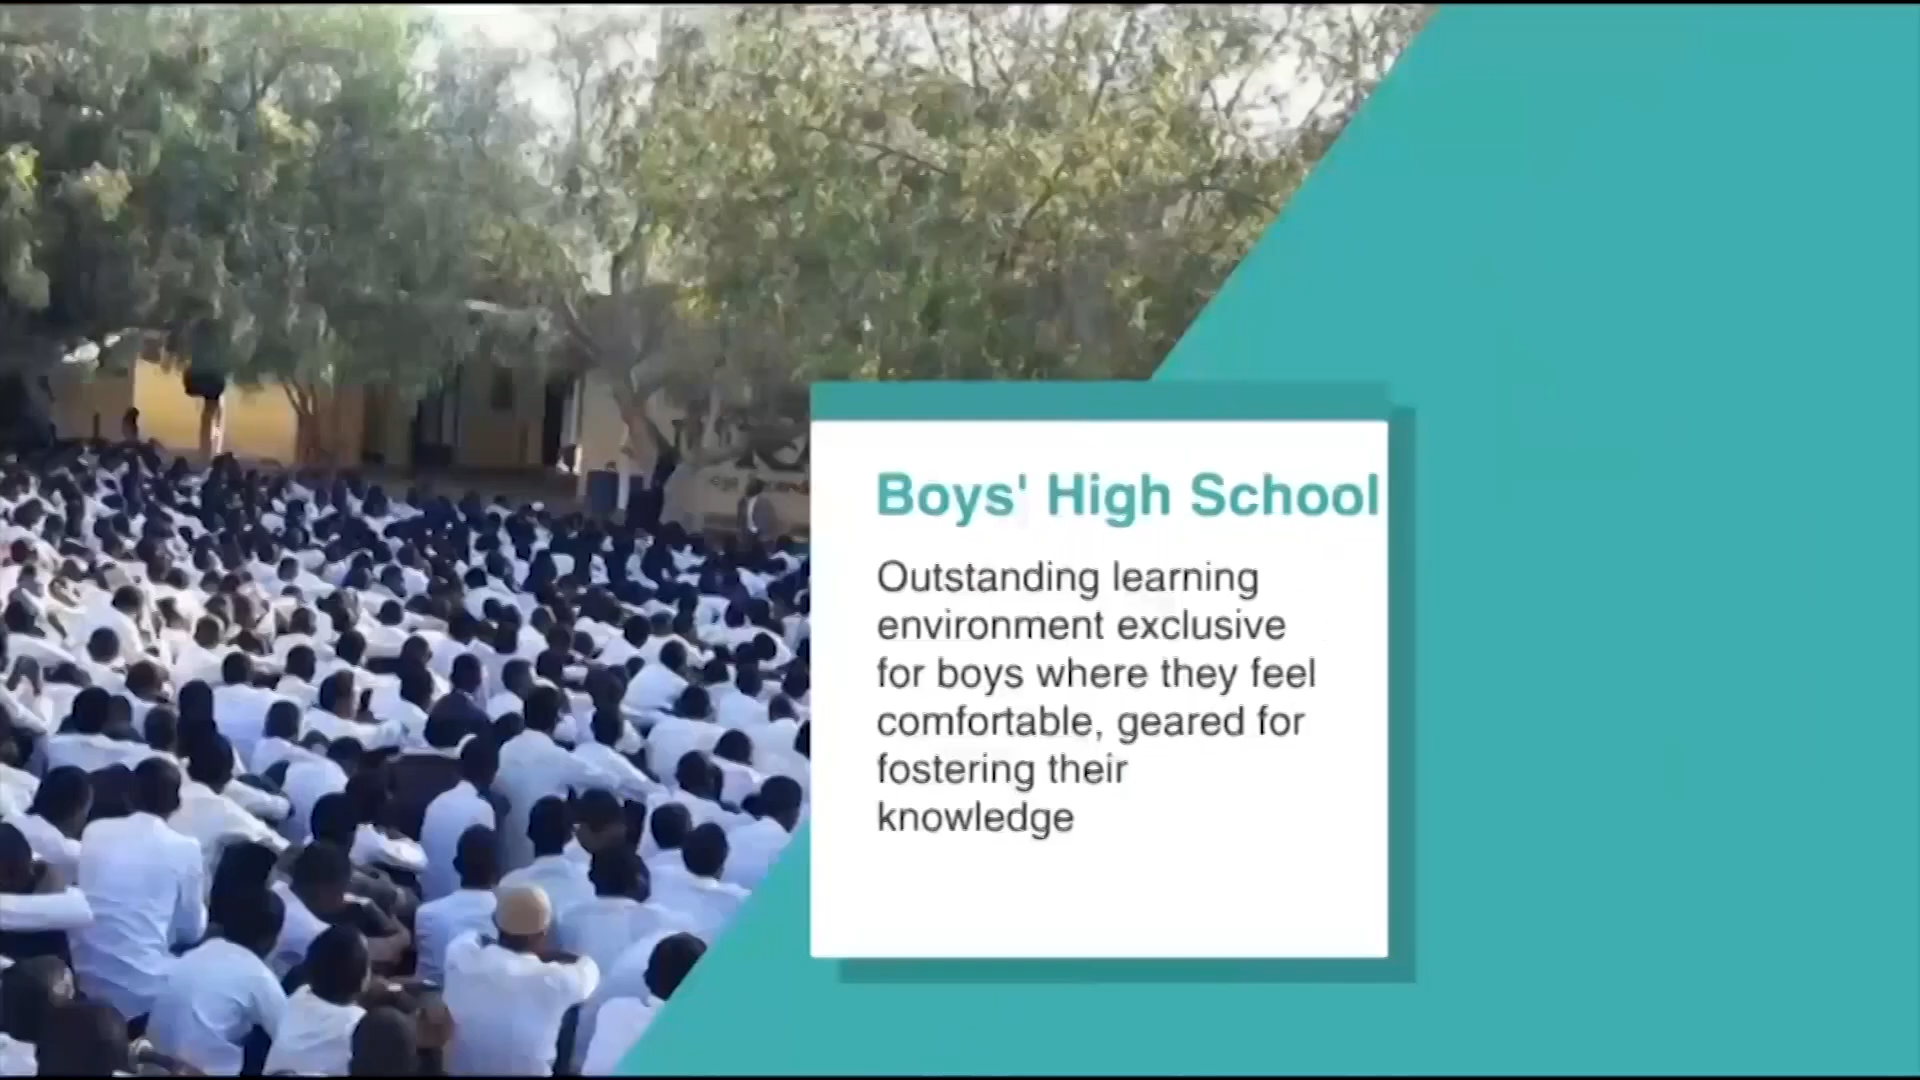 Boys' High School
Outstanding learning
environment exclusive
for boys where they feel
comfortable, geared for
fostering their
knowledge